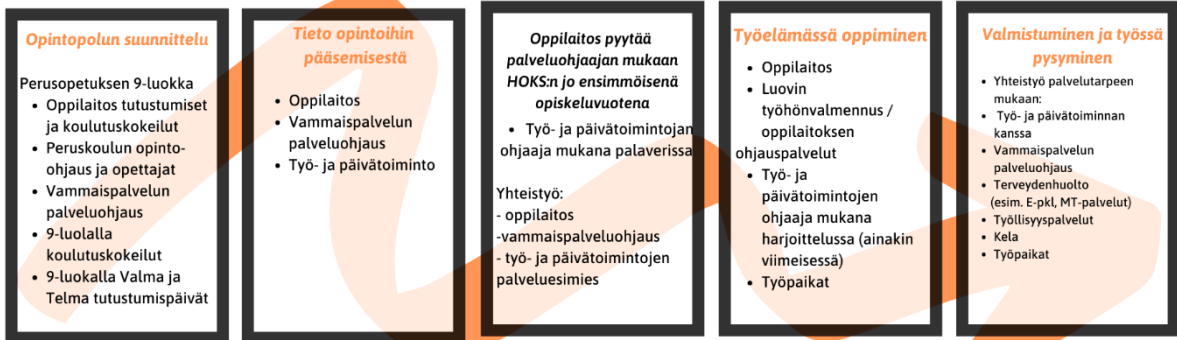 Opintopolun suunnittelu
Perusopetuksen 9-luokka
• Oppilaitos tutustumiset
ja koulutuskokeilut
• Peruskoulun opinto-
ohjaus ja opettajat
• Vammaispalvelun
palveluohjaus
• 9-luolalla
koulutuskokeilut
• 9-luokalla Valma ja
Telma tutustumispäivät
Tieto opintoihin
pääsemisestä
• Oppilaitos
• Vammaispalvelun
palveluohjaus
• Työ- ja päivätoiminto
Oppilaitos pyytää
palveluohjaajan mukaan
HOKS:n jo ensimmöisenä
opiskeluvuotena
• Työ- ja päivätoimintojan
ohjaaja mukana palaverissa
Yhteistyö:
- oppilaitos
-vammaispalveluohjaus
- työ- ja päivätoimintojen
palveluesimies
Työelämässä oppiminen
• Oppilaitos
• Luovin
työhönvalmennus /
oppilaitoksen
ohjauspalvelut
• Työ- ja
päivätoimintojen
ohjaaja mukana
harjoittelussa (ainakin
viimeisessä)
• Työpaikat
Valmistuminen ja työssä
pysyminen
• Yhteistyö palvelutarpeen
mukaan:
• Työ- ja päivätoiminnan
kanssa
• Vammaispalvelun
palveluohjaus
• Terveydenhuolto
(esim. E-pkl, MT-palvelut)
• Työllisyyspalvelut
• Kela
• Työpaikat